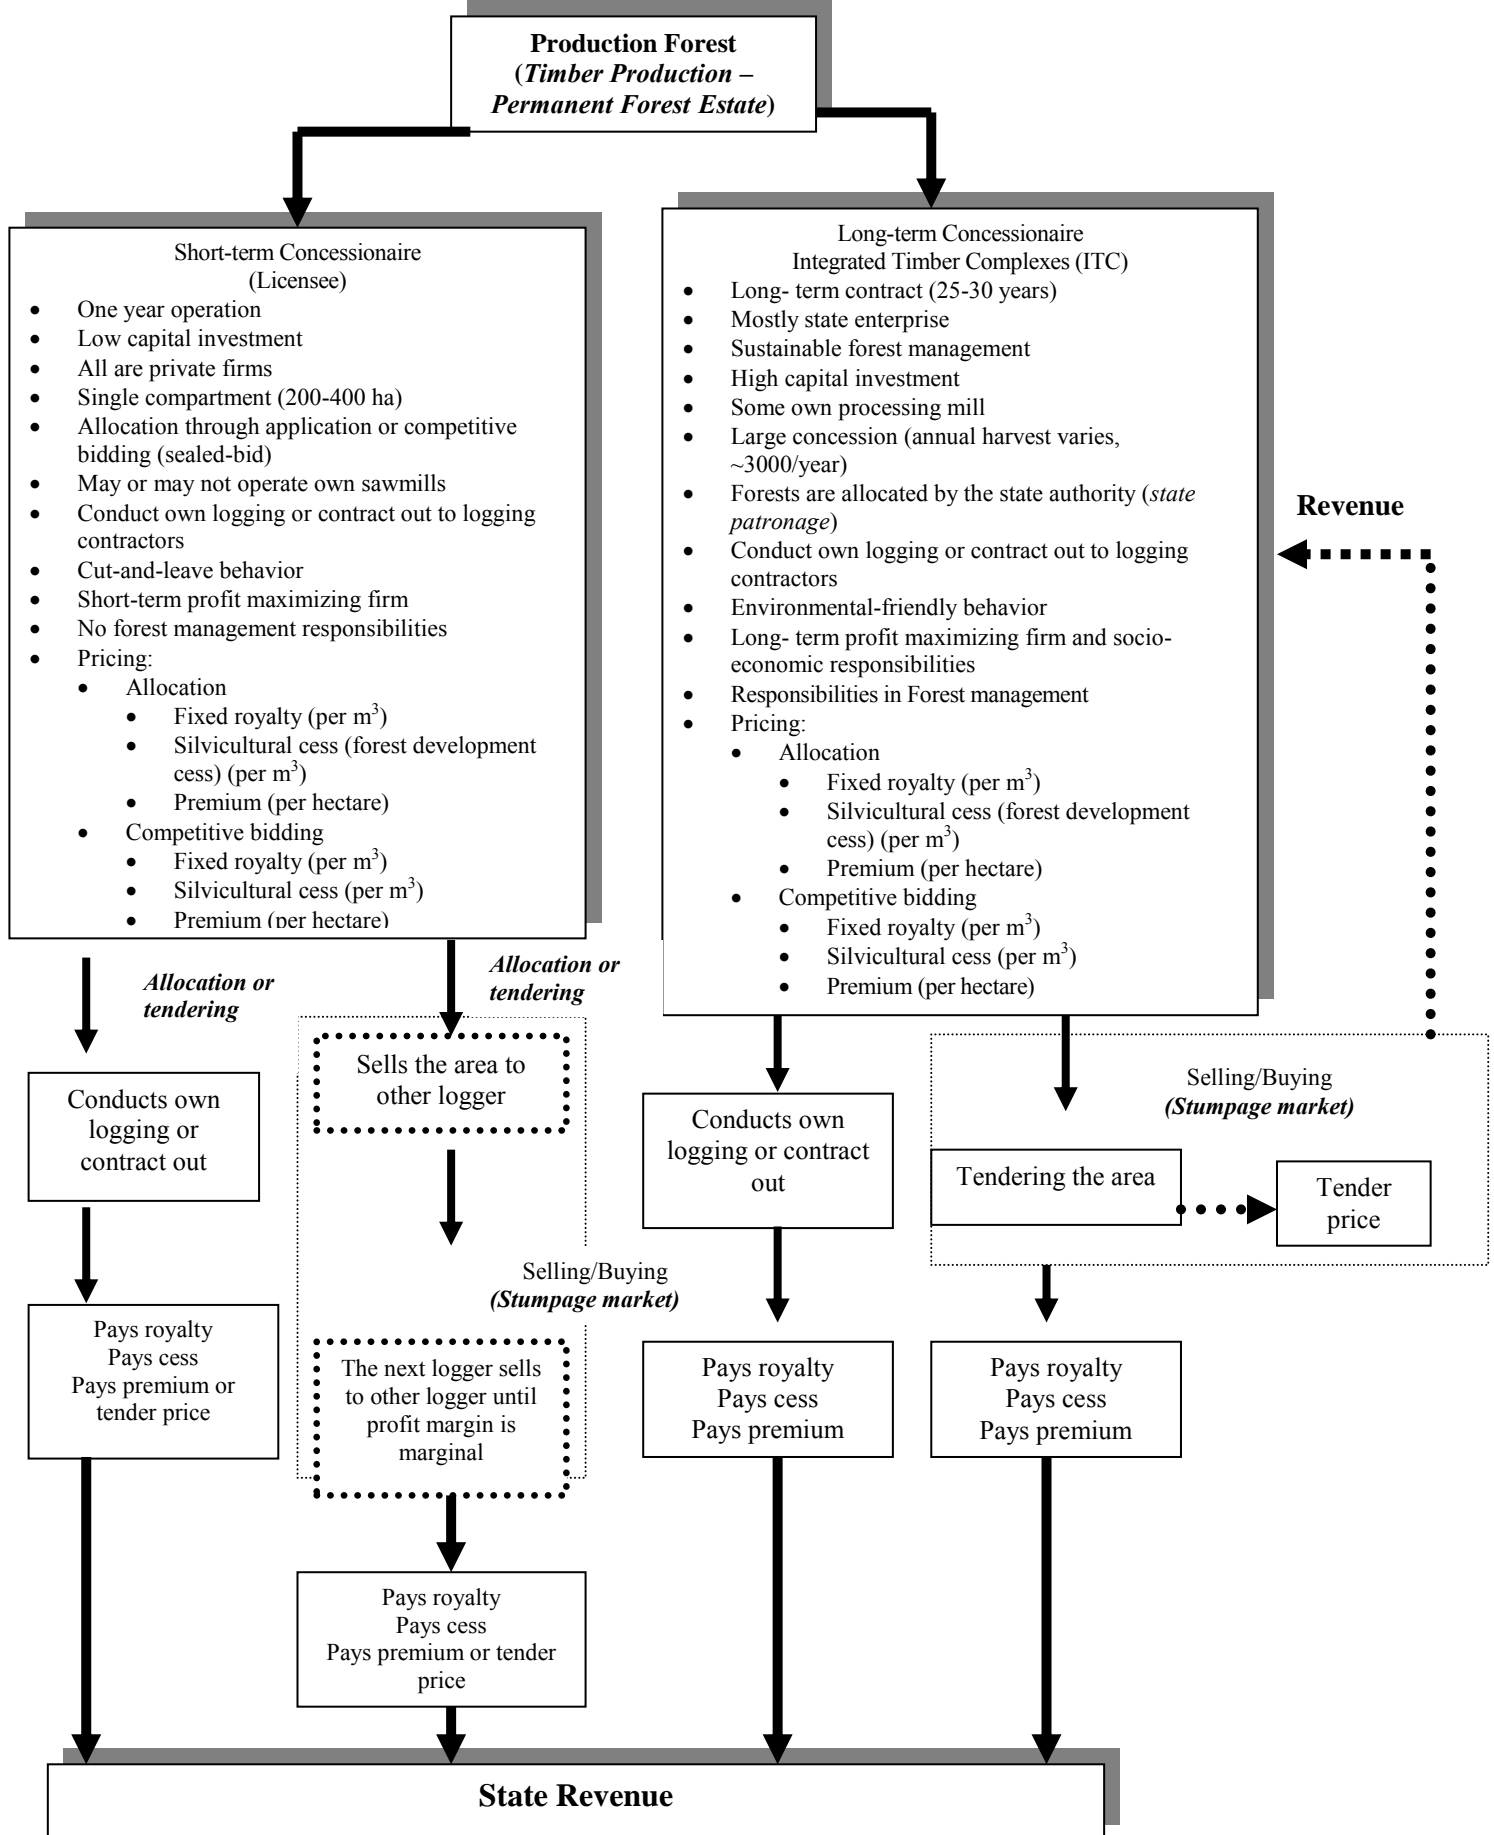 Production Forest
(Timber Production –
Permanent Forest Estate)
Short-term Concessionaire
(Licensee)
• One year operation
• Low capital investment
• All are private firms
• Single compartment (200-400 ha)
• Allocation through application or competitive
bidding (sealed-bid)
• May or may not operate own sawmills
• Conduct own logging or contract out to logging
contractors
• Cut-and-leave behavior
• Short-term profit maximizing firm
• No forest management responsibilities
• Pricing:
• Allocation
• Fixed royalty (per m³)
• Silvicultural cess (forest development
cess) (per m³)
• Premium (per hectare)
• Competitive bidding
• Fixed royalty (per m³)
• Silvicultural cess (per m³)
• Premium (per hectare)
Long-term Concessionaire
Integrated Timber Complexes (ITC)
• Long- term contract (25-30 years)
• Mostly state enterprise
• Sustainable forest management
• High capital investment
• Some own processing mill
• Large concession (annual harvest varies,
~3000/year)
• Forests are allocated by the state authority (state
patronage)
• Conduct own logging or contract out to logging
contractors
• Environmental-friendly behavior
• Long- term profit maximizing firm and socio-
economic responsibilities
• Responsibilities in Forest management
• Pricing:
• Allocation
• Fixed royalty (per m³)
• Silvicultural cess (forest development
cess) (per m³)
• Premium (per hectare)
• Competitive bidding
• Fixed royalty (per m³)
• Silvicultural cess (per m³)
• Premium (per hectare)
Revenue
Allocation or
tendering
Allocation or
tendering
Conducts own
logging or
contract out
Sells the area to
other logger
Conducts own
logging or contract
out
Selling/Buying
(Stumpage market)
Tendering the area
Tender
price
Selling/Buying
(Stumpage market)
Pays royalty
Pays cess
Pays premium or
tender price
The next logger sells
to other logger until
profit margin is
marginal
Pays royalty
Pays cess
Pays premium
Pays royalty
Pays cess
Pays premium
Pays royalty
Pays cess
Pays premium or tender
price
State Revenue